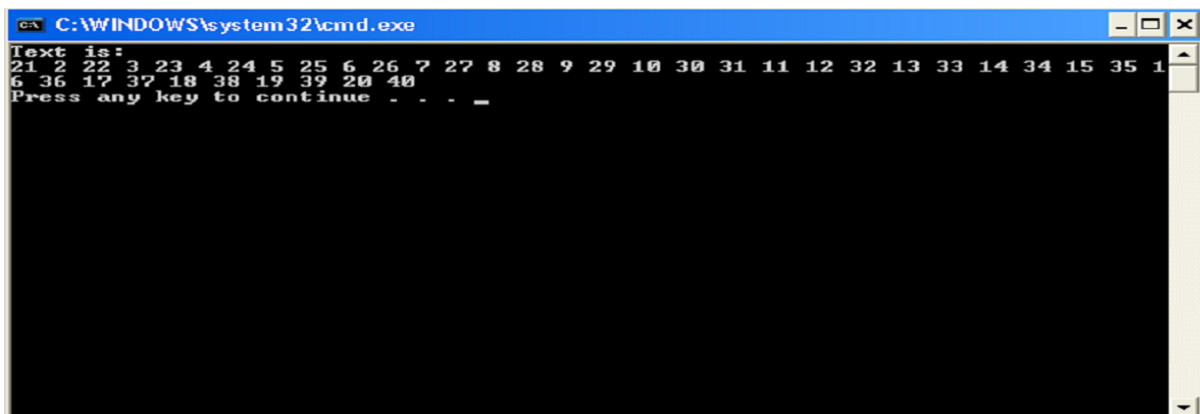 C:\WINDOWS\system32\cmd.exe
Text is:
21 2 22 3 23 4 24 5 25 6 26 7 27 8 28 9 29 10 30 31 11 12 32 13 33 14 34 15 35 1
6 36 17 37 18 38 19 39 20 40
Press any key to continue . . . _